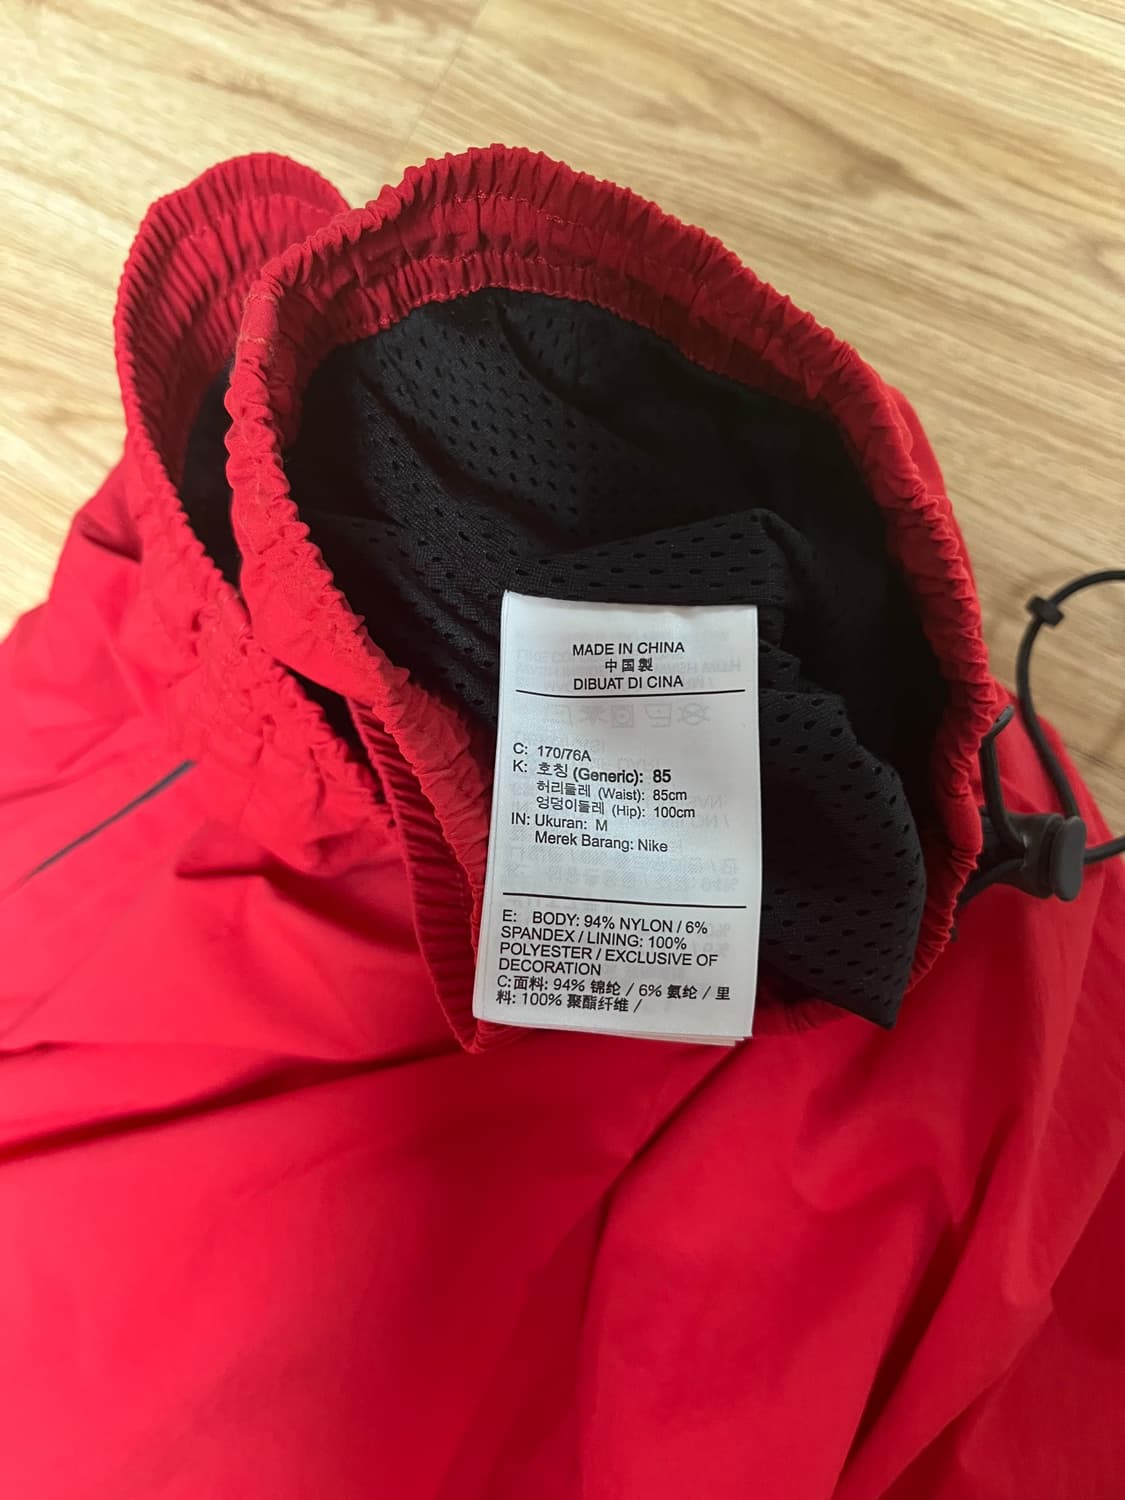 MADE IN CHINA
中国製
DIBUAT DI CINA
C: 170/76A
K: 호칭 (Generic): 85
허리둘레 (Waist): 85cm
엉덩이둘레 (Hip): 100cm
IN: Ukuran: M
Merek Barang: Nike
E: BODY: 94% NYLON / 6%
SPANDEX / LINING: 100%
POLYESTER / EXCLUSIVE OF
DECORATION
C:面料: 94% 锦纶 / 6% 氨纶 / 里
料: 100% 聚酯纤维 /